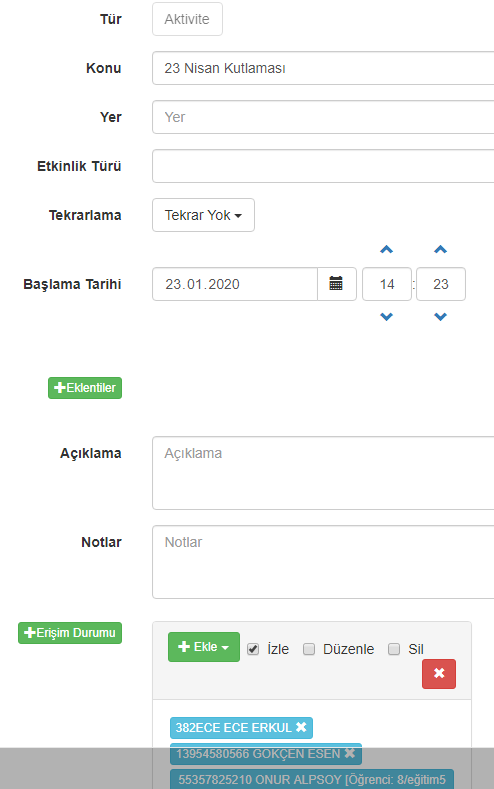 Tür Aktivite
Konu 23 Nisan Kutlaması
Yer Yer
Etkinlik Türü
Tekrarlama Tekrar Yok
Başlama Tarihi 23.01.2020 14 : 23
Eklentiler
Açıklama Açıklama
Notlar Notlar
Erişim Durumu Ekle İzle Düzenle Sil
382ECE ECE ERKUL
13954580566 GÖKÇEN ESEN
55357825210 ONUR ALPSOY [Öğrenci: 8/eğitim5